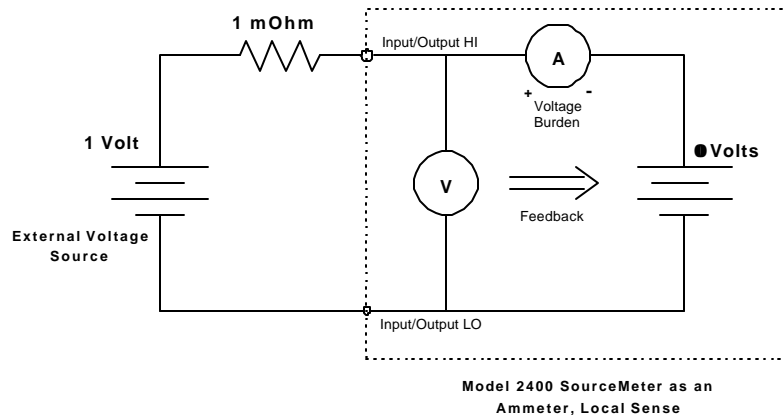 1 mOhm
Input/Output HI
A
+ -
Voltage
Burden
1 Volt
0 Volts
V
Feedback
External Voltage
Source
Input/Output LO
Model 2400 SourceMeter as an
Ammeter, Local Sense